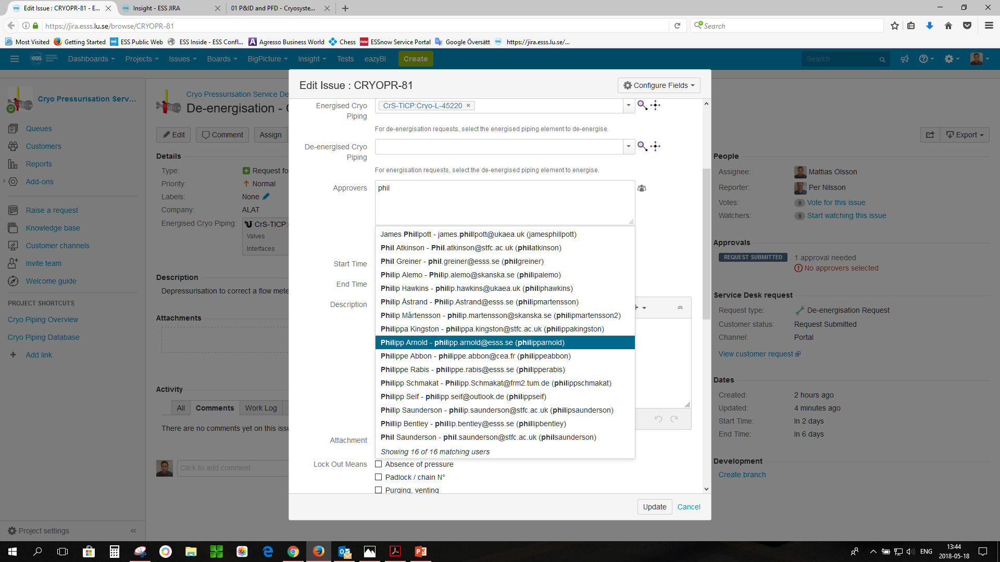 Edit Issue : CRYOPR-81 - E...
Insight - ESS JIRA
01 P&ID and PFD - Cryosyste...
https://jira.esss.lu.se/browse/CRYOPR-81
Search
Most Visited
Getting Started
ESS Public Web
ESS Inside - ESS Confl...
Agresso Business World
Chess
ESSnow Service Portal
Google Översätt
https://jira.esss.lu.se/...
Dashboards
Projects
Issues
Boards
BigPicture
Insight
Tests
eazyBI
Create
Search
Cryo Pressurisation Serv...
Queues
Customers
Reports
Add-ons
Raise a request
Knowledge base
Customer channels
Invite team
Welcome guide
PROJECT SHORTCUTS
Cryo Piping Overview
Cryo Piping Database
Add link
Project settings
Cryo Pressurisation Service De
De-energisation -
Edit
Comment
Assign
Details
Type:
Request fo
Priority:
Normal
Labels:
None
Company:
ALAT
Energised Cryo Piping:
CrS-TICP:
Valves
Interfaces
Description
Depressurisation to correct a flow mete
Attachments
Activity
All
Comments
Work Log
There are no comments yet on this issu
Click to add comment
Edit Issue : CRYOPR-81
Configure Fields
Energised Cryo
Piping
CrS-TICP:Cryo-L-45220 ×
For de-energisation requests, select the energised piping element to de-energise.
De-energised Cryo
Piping
For energisation requests, select the de-energised piping element to energise.
Approvers
phil
James Phillpott - james.phillpott@ukaea.uk (jamesphillpott)
Phil Atkinson - Phil.atkinson@stfc.ac.uk (philatkinson)
Phil Greiner - phil.greiner@esss.se (philgreiner)
Philip Alemo - Philip.alemo@skanska.se (philipalemo)
Philip Hawkins - philip.hawkins@ukaea.uk (philiphawkins)
Philip Åstrand - Philip.Astrand@esss.se (philipmartensson)
Philip Mårtensson - philip.martensson@skanska.se (philipmartensson2)
Philippa Kingston - philippa.kingston@stfc.ac.uk (philippakingston)
Philipp Arnold - philipp.arnold@esss.se (philipparnold)
Philippe Abbon - philippe.abbon@cea.fr (philippeabbon)
Philippe Rabis - philippe.rabis@esss.se (philipperabis)
Philipp Schmakat - Philipp.Schmakat@frm2.tum.de (philippschmakat)
Philipp Seif - philipp.seif@outlook.de (philippseif)
Philip Saunderson - philip.saunderson@stfc.ac.uk (philipsaunderson)
Phillip Bentley - phillip.bentley@esss.se (phillipbentley)
Phil Saunderson - phil.saunderson@stfc.ac.uk (philsaunderson)
Showing 16 of 16 matching users
Start Time
End Time
Description
Attachment
Lock Out Means
Absence of pressure
Padlock / chain N°
Purging, venting
Update
Cancel
Export
People
Assignee:
Mattias Olsson
Reporter:
Per Nilsson
Votes:
0 Vote for this issue
Watchers:
0 Start watching this issue
Approvals
REQUEST SUBMITTED
1 approval needed
No approvers selected
Service Desk request
Request type:
De-energisation Request
Customer status:
Request Submitted
Channel:
Portal
View customer request
Dates
Created:
2 hours ago
Updated:
4 minutes ago
Start Time:
In 2 days
End Time:
In 6 days
Development
Create branch
ENG
13:44
2018-05-18